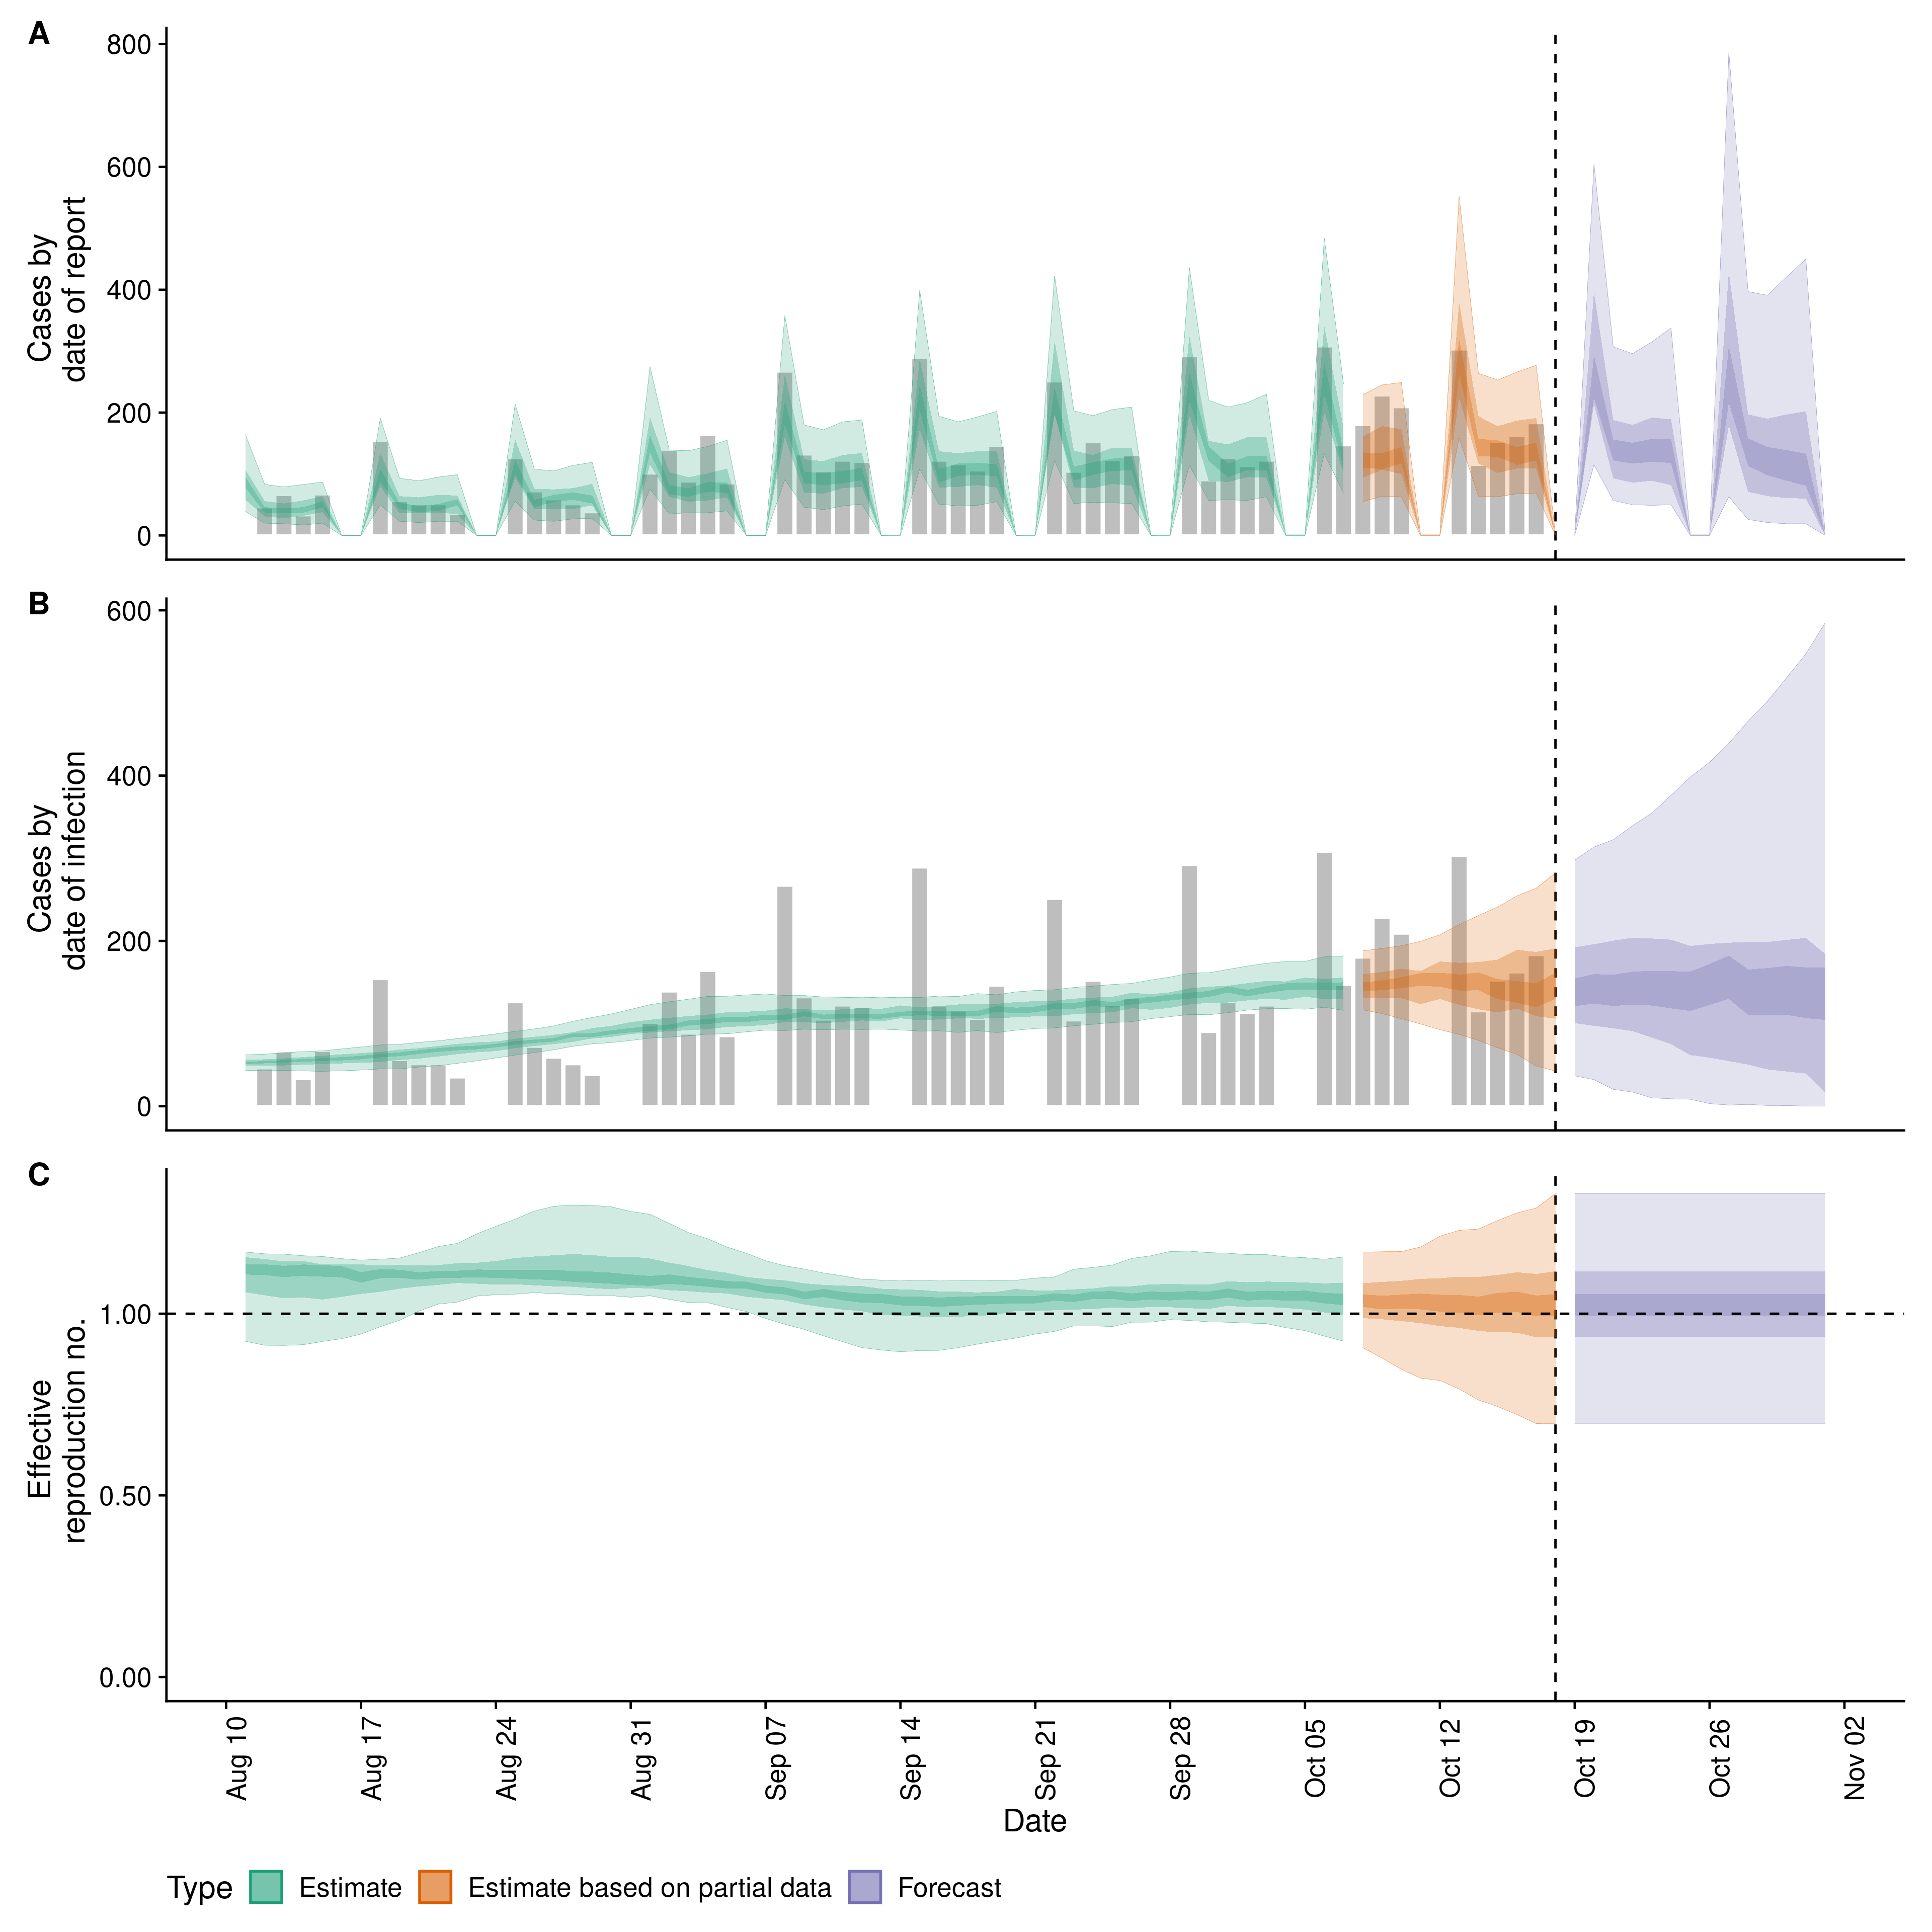 A
800
600
400
200
0
Cases by
date of report
B
600
400
200
0
Cases by
date of infection
C
1.00
0.50
0.00
Effective
reproduction no.
Aug 10
Aug 17
Aug 24
Aug 31
Sep 07
Sep 14
Sep 21
Sep 28
Oct 05
Oct 12
Oct 19
Oct 26
Nov 02
Date
Type Estimate Estimate based on partial data Forecast